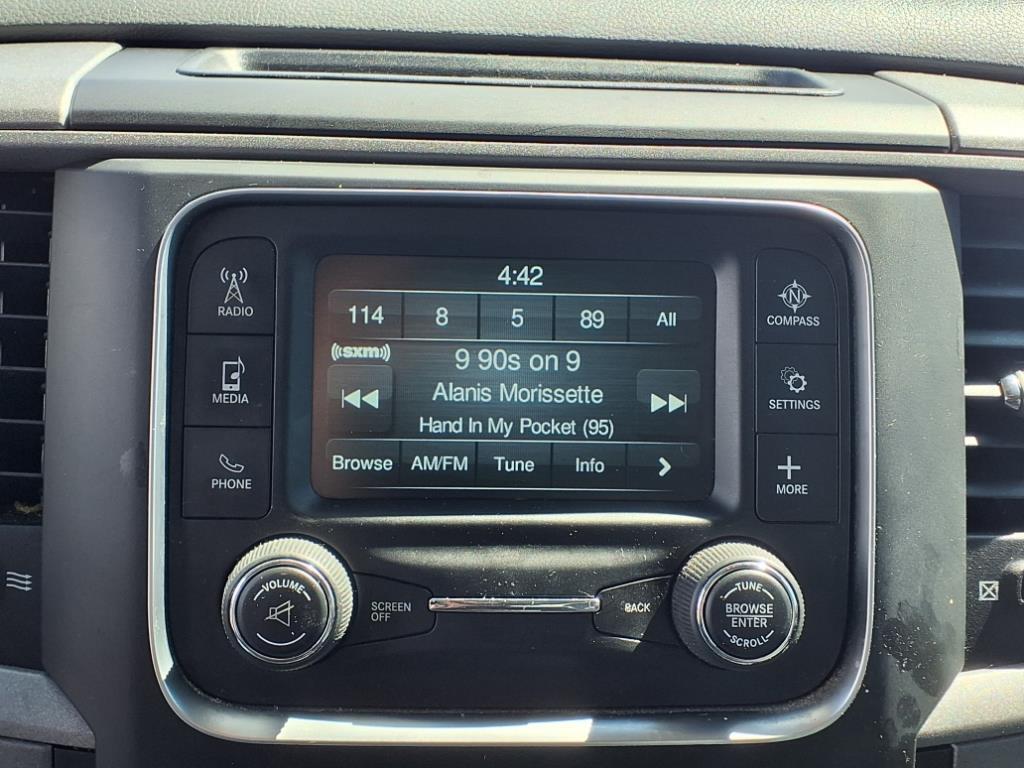 4:42
114 8 5 89 All
((sxm))
9 90s on 9
Alanis Morissette
Hand In My Pocket (95)
Browse AM/FM Tune Info
RADIO
MEDIA
PHONE
N
COMPASS
SETTINGS
MORE
VOLUME
SCREEN
OFF
BACK
TUNE
BROWSE
ENTER
SCROLL